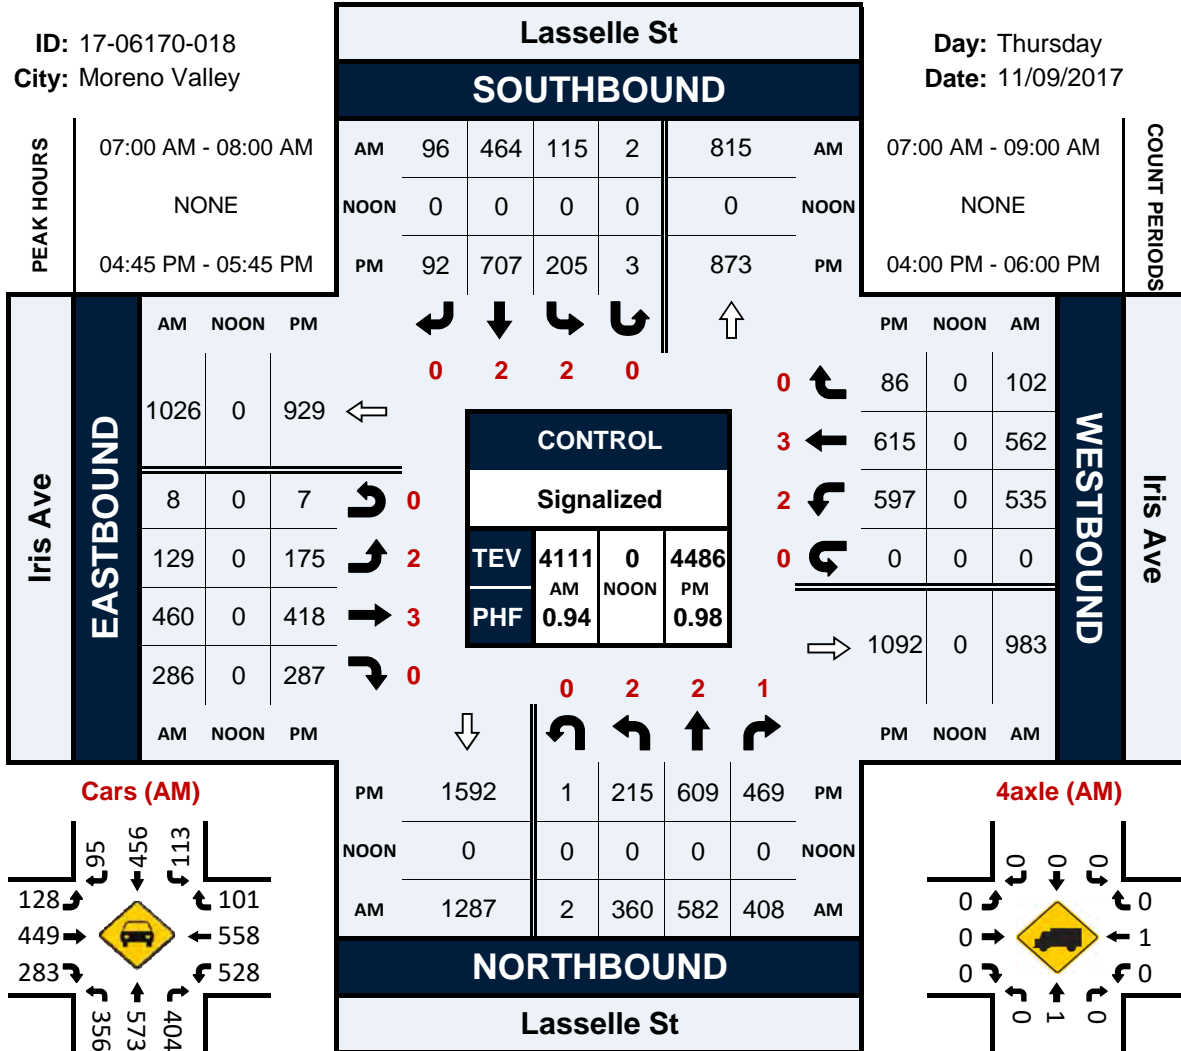 Lasselle St
ID: 17-06170-018
Day: Thursday
City: Moreno Valley
SOUTHBOUND
Date: 11/09/2017
PEAK HOURS
07:00 AM - 08:00 AM
AM 96 464 115 2 815 AM
07:00 AM - 09:00 AM
COUNT PERIODS
NONE
NOON 0 0 0 0 0 NOON
NONE
04:45 PM - 05:45 PM
PM 92 707 205 3 873 PM
04:00 PM - 06:00 PM
0 2 2 0
Iris Ave
EASTBOUND
AM NOON PM
1026 0 929
8 0 7 0
129 0 175 2
460 0 418 3
286 0 287 0
AM NOON PM
CONTROL
Signalized
TEV 4111 0 4486
AM NOON PM
PHF 0.94 0.98
PM NOON AM
0 86 0 102
3 615 0 562
2 597 0 535
0 0 0 0
1092 0 983
PM NOON AM
WESTBOUND
Iris Ave
0 2 2 1
PM 1592 1 215 609 469 PM
NOON 0 0 0 0 0 NOON
AM 1287 2 360 582 408 AM
NORTHBOUND
Lasselle St
Cars (AM)
95 456 113
128 101
449 558
283 528
356 573 404
4axle (AM)
0 0 0
0 0
0 1
0 0
0 1 0